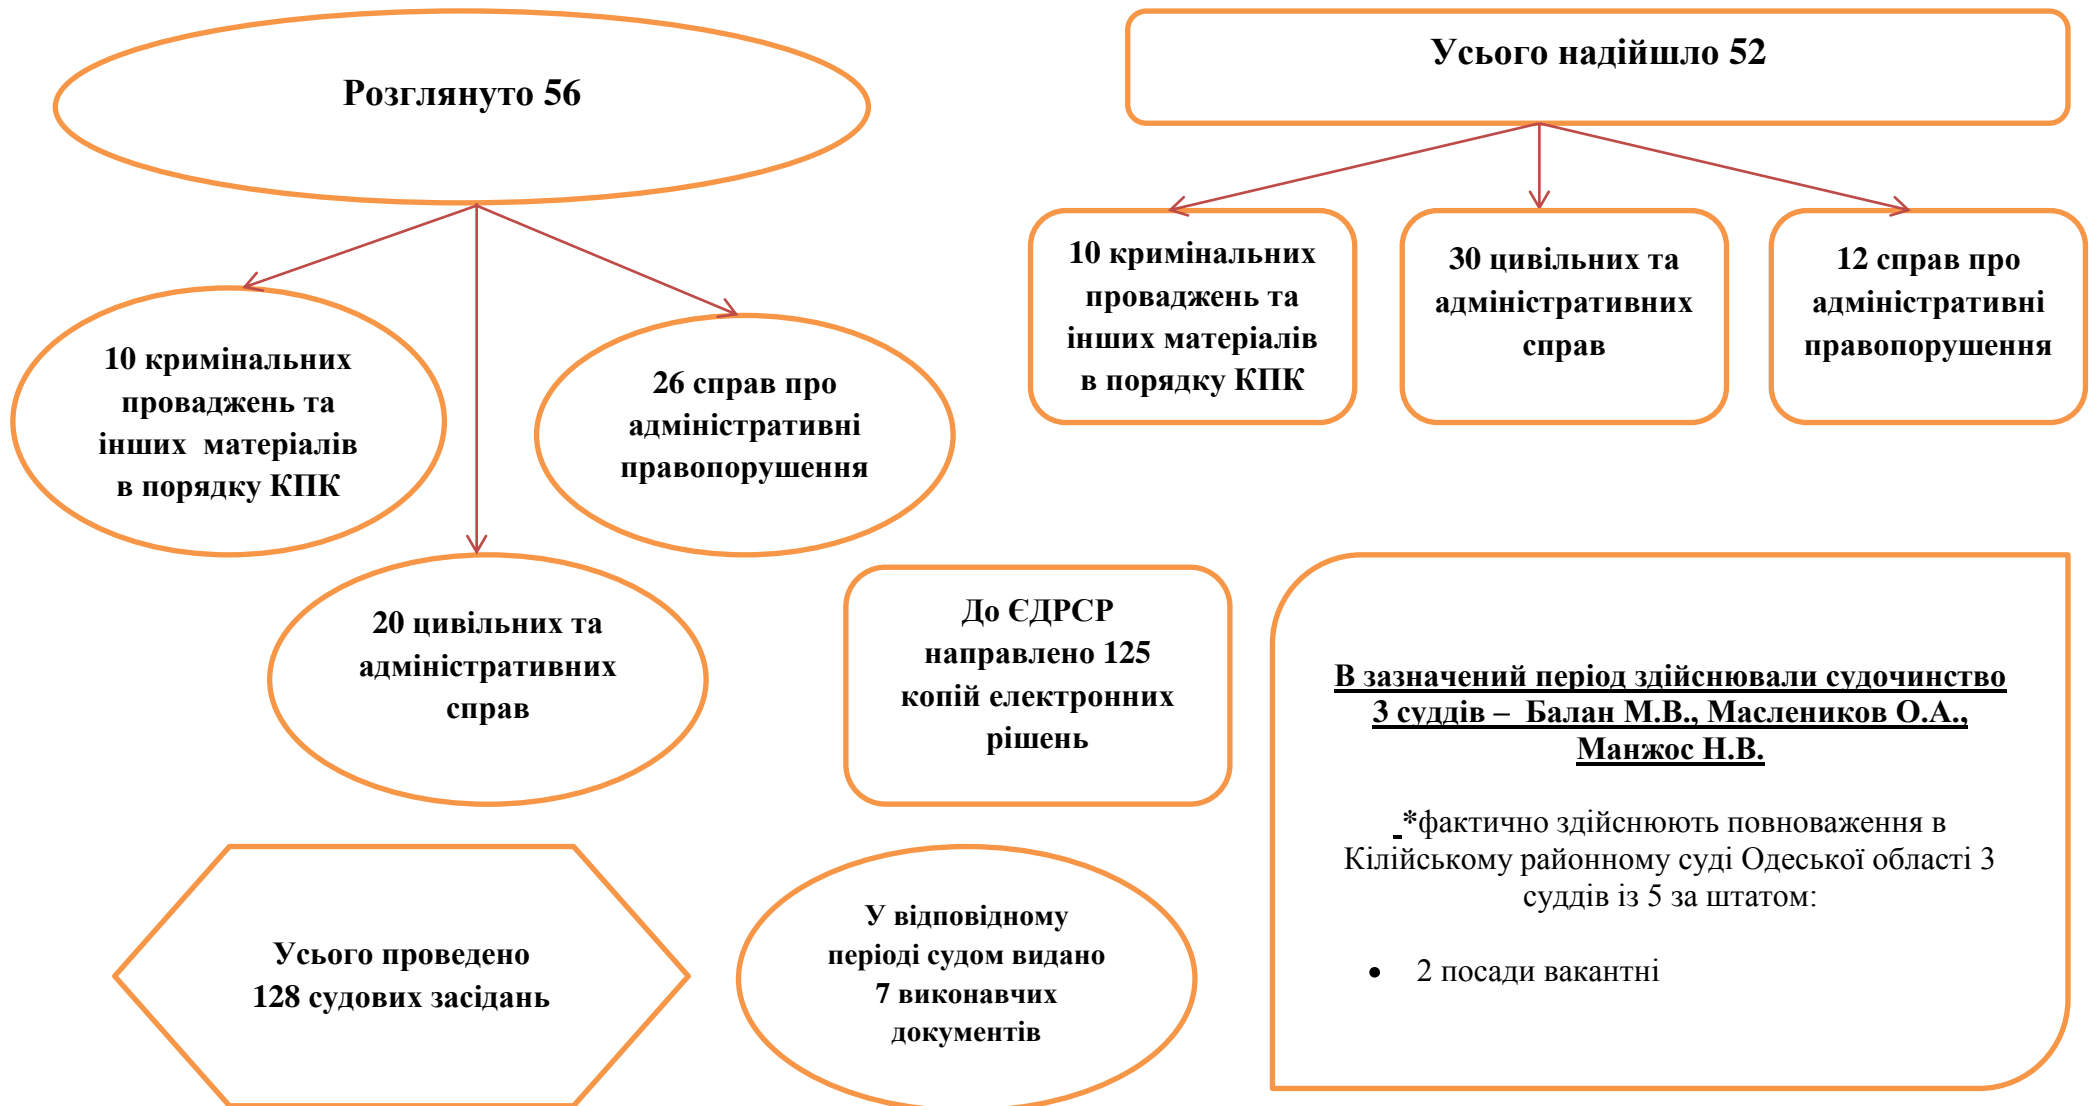 Розглянуто 56
Усього надійшло 52
10 кримінальних
проваджень та
інших матеріалів
в порядку КПК
30 цивільних та
адміністративних
справ
12 справ про
адміністративні
правопорушення
10 кримінальних
проваджень та
інших матеріалів
в порядку КПК
26 справ про
адміністративні
правопорушення
20 цивільних та
адміністративних
справ
До ЄДРСР
направлено 125
копій електронних
рішень
В зазначений період здійснювали судочинство
3 суддів – Балан М.В., Маслеников О.А.,
Манжос Н.В.
*фактично здійснюють повноваження в
Кілійському районному суді Одеської області 3
суддів із 5 за штатом:
• 2 посади вакантні
Усього проведено
128 судових засідань
У відповідному
періоді судом видано
7 виконавчих
документів